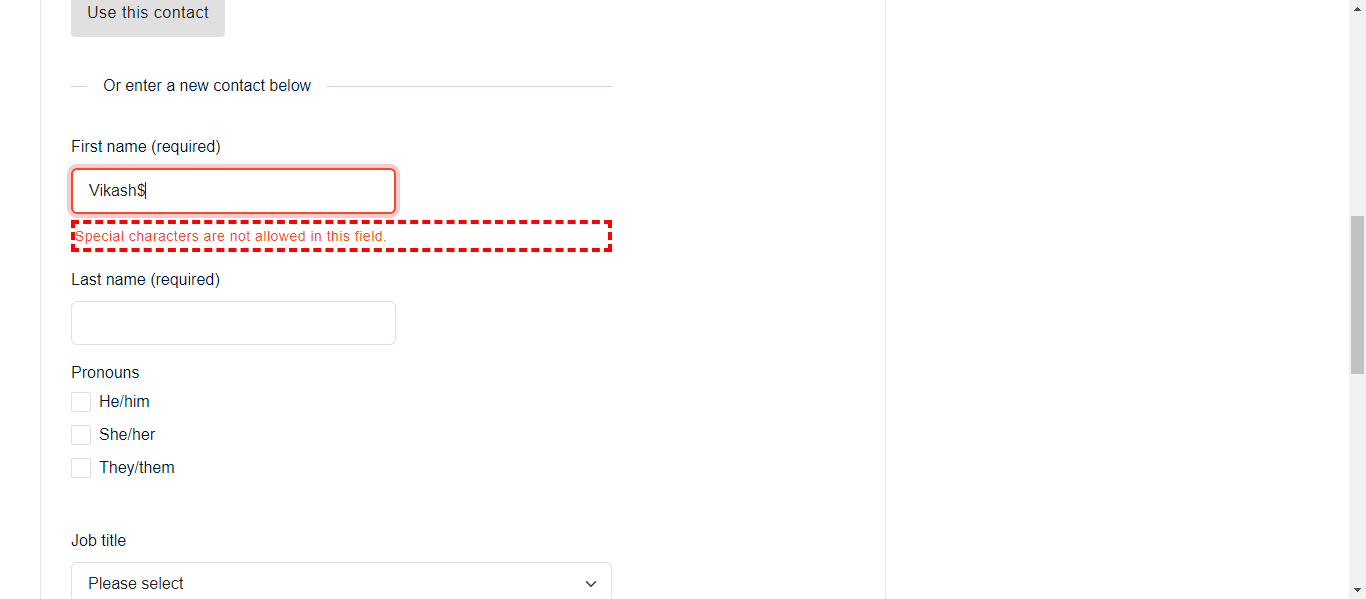 Use this contact
Or enter a new contact below
First name (required)
Vikash$
Special characters are not allowed in this field.
Last name (required)
Pronouns
He/him
She/her
They/them
Job title
Please select